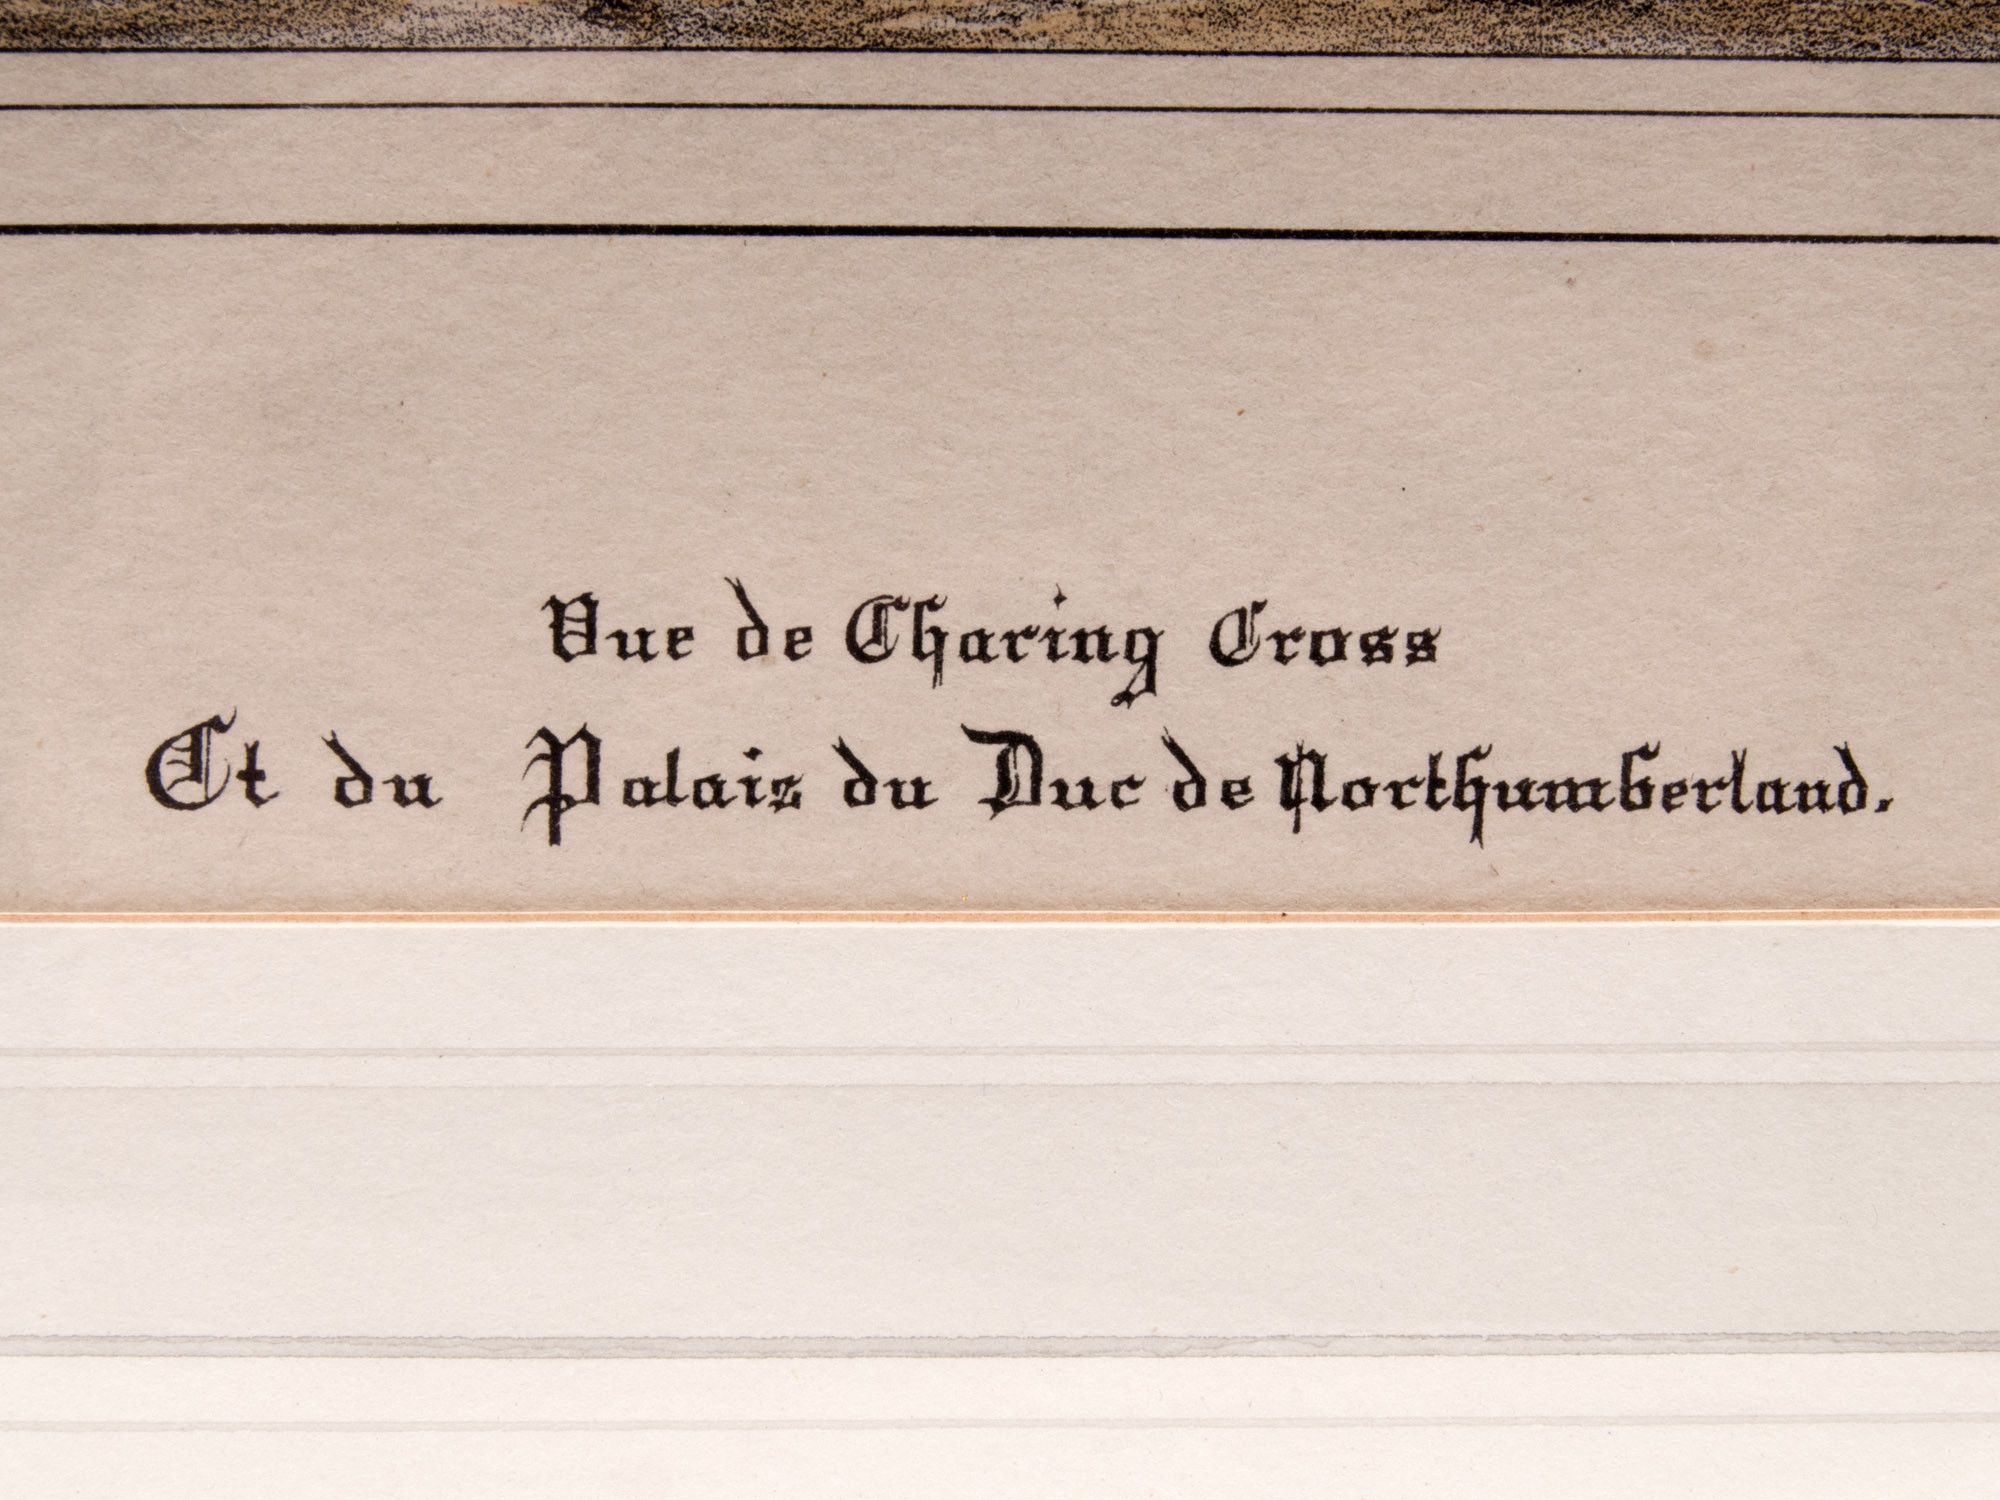 Vue de Charing Cross
Et du Palais du Duc de Northumberland.